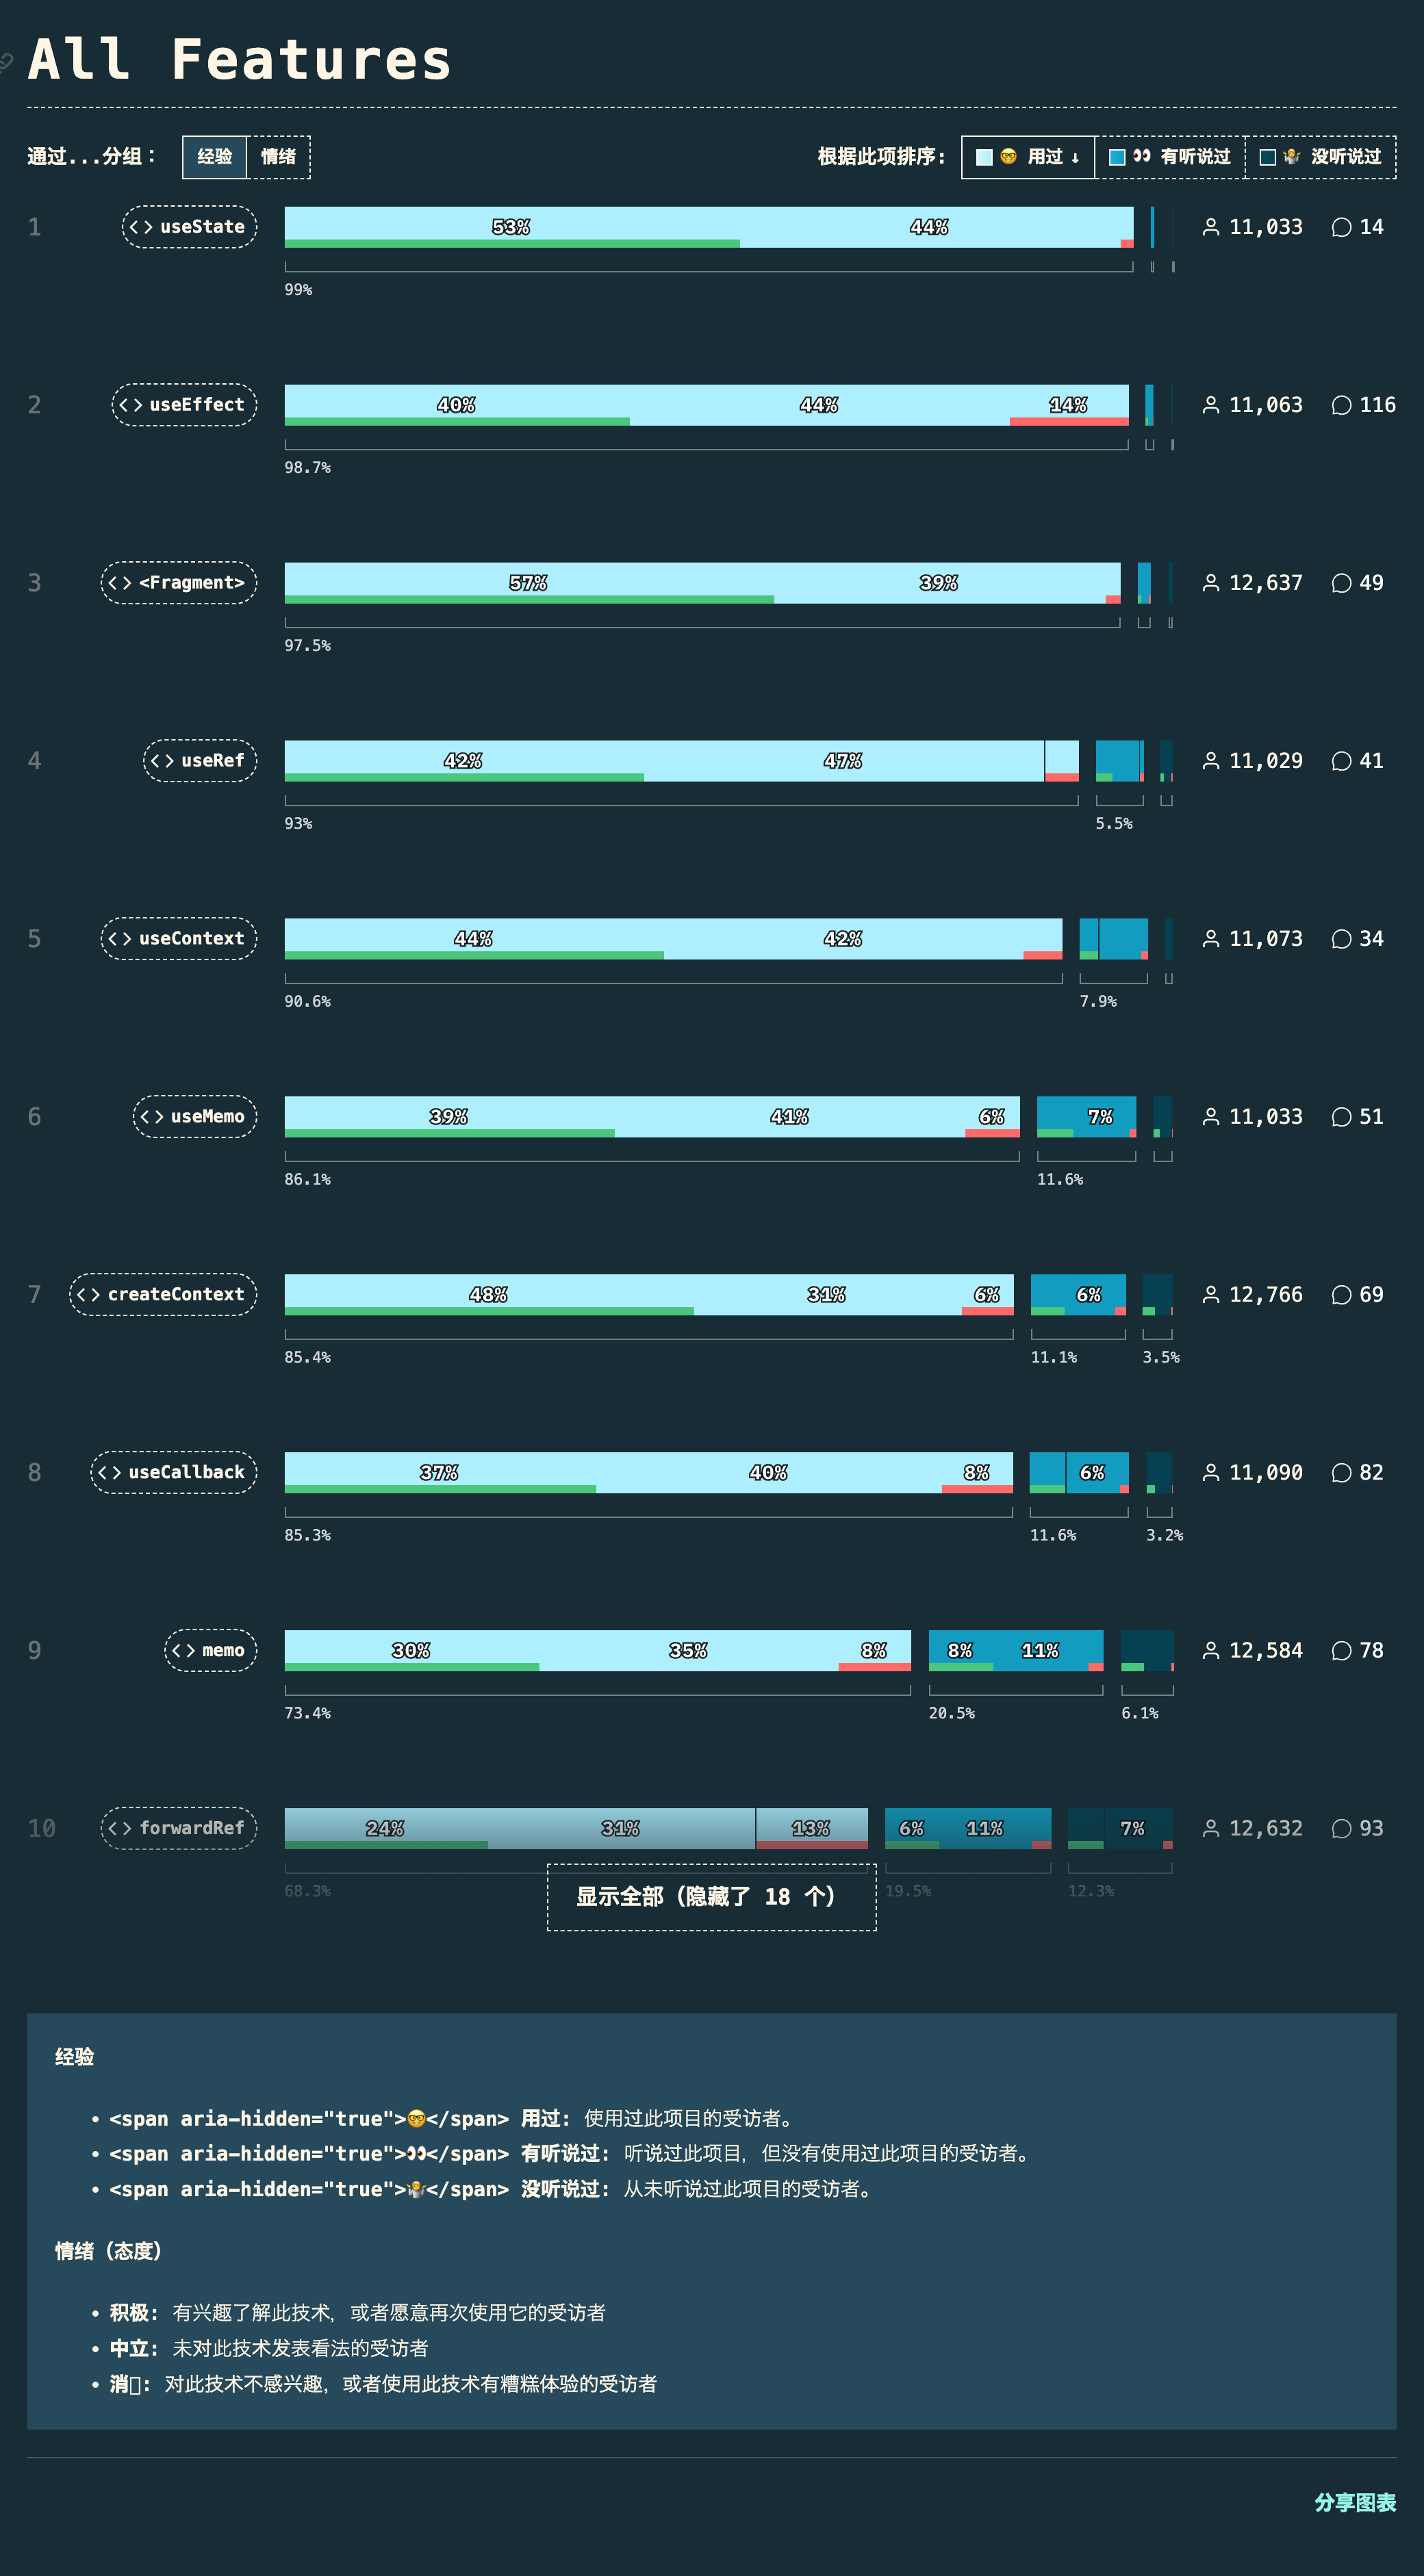 All Features
通过...分组： 经验 情绪 根据此项排序: 🤓 用过 ↓ 👀 有听说过 🤷 没听说过
1 <> useState 53% 44% 11,033 14
99%
2 <> useEffect 40% 44% 14% 11,063 116
98.7%
3 <> <Fragment> 57% 39% 12,637 49
97.5%
4 <> useRef 42% 47% 11,029 41
93% 5.5%
5 <> useContext 44% 42% 11,073 34
90.6% 7.9%
6 <> useMemo 39% 41% 6% 7% 11,033 51
86.1% 11.6%
7 <> createContext 48% 31% 6% 6% 12,766 69
85.4% 11.1% 3.5%
8 <> useCallback 37% 40% 8% 6% 11,090 82
85.3% 11.6% 3.2%
9 <> memo 30% 35% 8% 8% 11% 12,584 78
73.4% 20.5% 6.1%
10 <> forwardRef 24% 31% 13% 6% 11% 7% 12,632 93
68.3% 19.5% 12.3%
显示全部（隐藏了 18 个）
经验
• <span aria-hidden="true">🤓</span> 用过: 使用过此项目的受访者。
• <span aria-hidden="true">👀</span> 有听说过: 听说过此项目，但没有使用过此项目的受访者。
• <span aria-hidden="true">🤷</span> 没听说过: 从未听说过此项目的受访者。
情绪（态度）
• 积极: 有兴趣了解此技术，或者愿意再次使用它的受访者
• 中立: 未对此技术发表看法的受访者
• 消▯: 对此技术不感兴趣，或者使用此技术有糟糕体验的受访者
分享图表